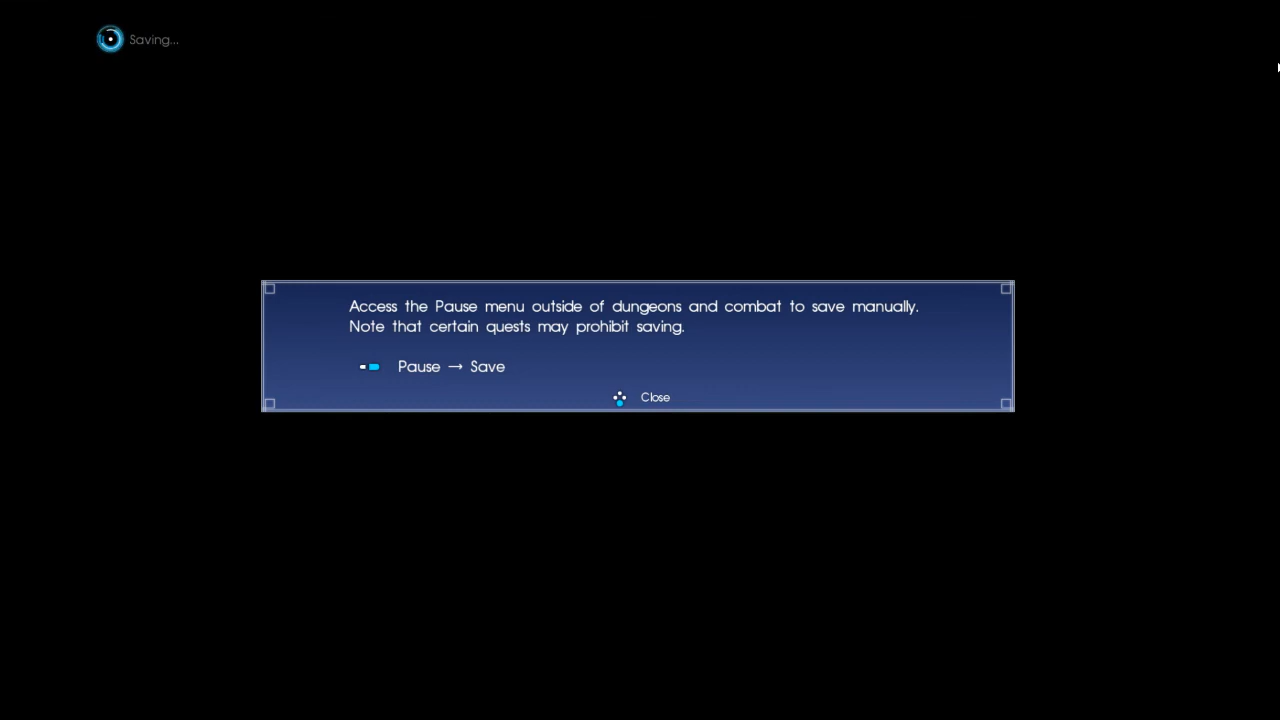 Saving...
Access the Pause menu outside of dungeons and combat to save manually.
Note that certain quests may prohibit saving.
Pause → Save
Close